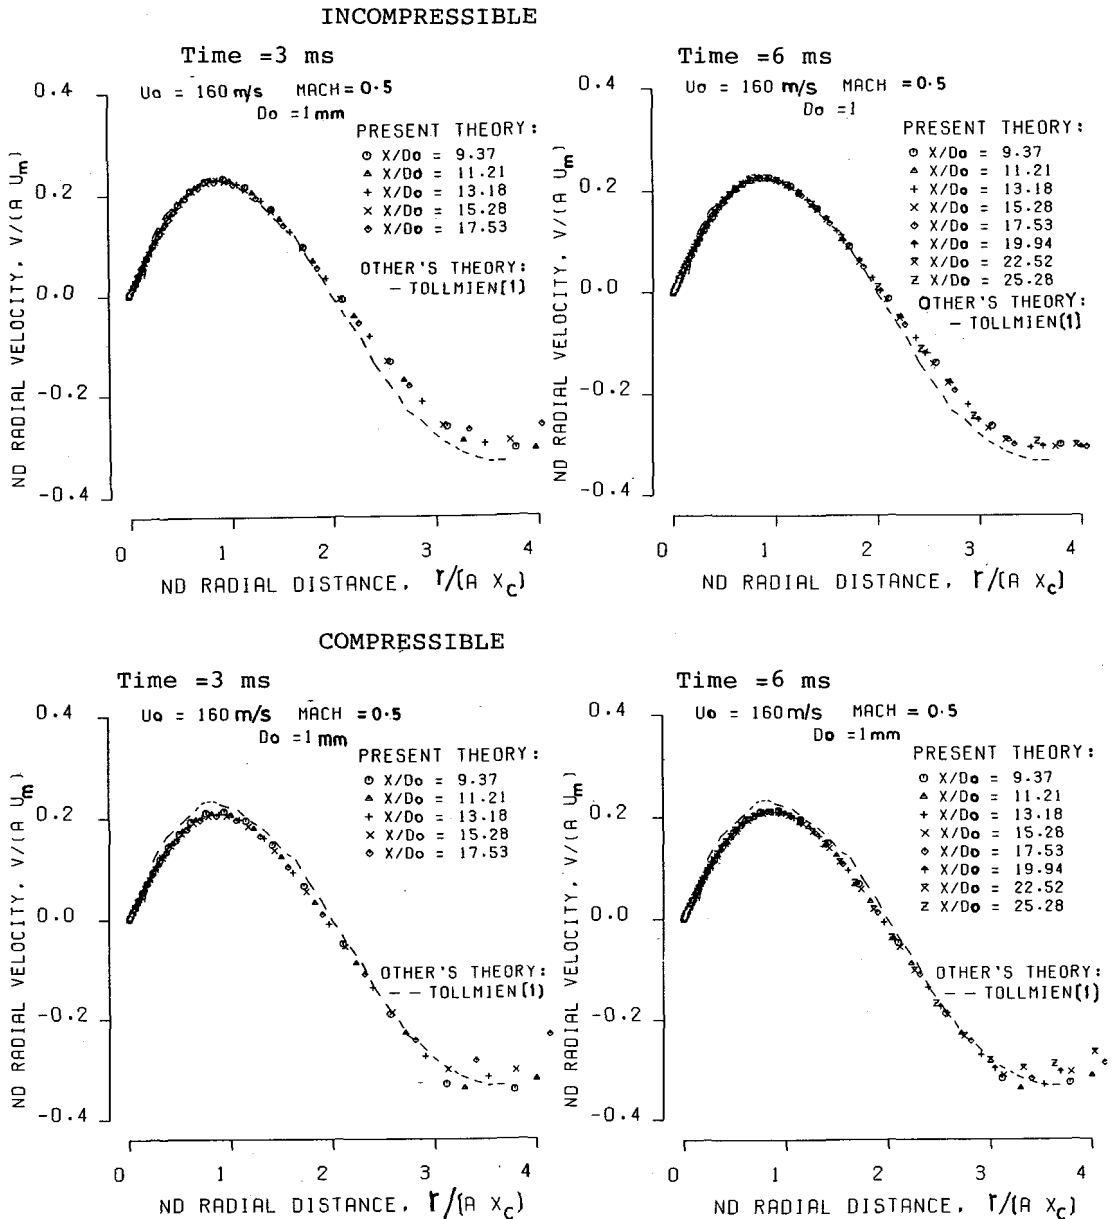 INCOMPRESSIBLE
Time =3 ms
Uo = 160 m/s MACH = 0.5
Do = 1 mm
PRESENT THEORY:
X/Do = 9.37
X/Do = 11.21
+ X/Do = 13.18
× X/Do = 15.28
X/Do = 17.53
OTHER'S THEORY:
— TOLLMIEN[1]
ND RADIAL VELOCITY, V/(A Um)
0.4
0.2
0.0
-0.2
-0.4
0 1 2 3 4
ND RADIAL DISTANCE, r/(A Xc)
Time =6 ms
Uo = 160 m/s MACH = 0.5
Do = 1
PRESENT THEORY:
X/Do = 9.37
X/Do = 11.21
+ X/Do = 13.18
× X/Do = 15.28
X/Do = 17.53
X/Do = 19.94
X/Do = 22.52
Z X/Do = 25.28
OTHER'S THEORY:
— TOLLMIEN[1]
ND RADIAL VELOCITY, V/(A Um)
0.4
0.2
0.0
-0.2
-0.4
0 1 2 3 4
ND RADIAL DISTANCE, r/(A Xc)
COMPRESSIBLE
Time =3 ms
Uo = 160 m/s MACH = 0.5
Do = 1 mm
PRESENT THEORY:
X/Do = 9.37
X/Do = 11.21
+ X/Do = 13.18
× X/Do = 15.28
X/Do = 17.53
OTHER'S THEORY:
— — TOLLMIEN[1]
ND RADIAL VELOCITY, V/(A Um)
0.4
0.2
0.0
-0.2
-0.4
0 1 2 3 4
ND RADIAL DISTANCE, r/(A Xc)
Time =6 ms
Uo = 160 m/s MACH = 0.5
Do = 1 mm
PRESENT THEORY:
X/Do = 9.37
X/Do = 11.21
+ X/Do = 13.18
× X/Do = 15.28
X/Do = 17.53
X/Do = 19.94
X/Do = 22.52
Z X/Do = 25.28
OTHER'S THEORY:
— — TOLLMIEN[1]
ND RADIAL VELOCITY, V/(A Um)
0.4
0.2
0.0
-0.2
-0.4
0 1 2 3 4
ND RADIAL DISTANCE, r/(A Xc)